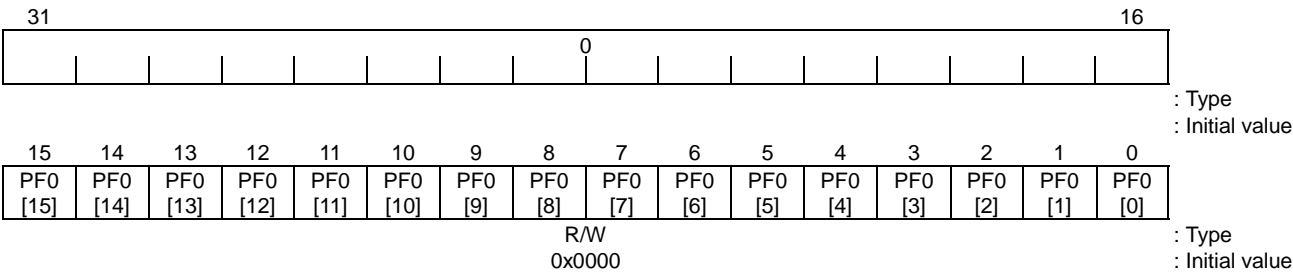 31 16
0
: Type
: Initial value
15 14 13 12 11 10 9 8 7 6 5 4 3 2 1 0
PF0 PF0 PF0 PF0 PF0 PF0 PF0 PF0 PF0 PF0 PF0 PF0 PF0 PF0 PF0 PF0
[15] [14] [13] [12] [11] [10] [9] [8] [7] [6] [5] [4] [3] [2] [1] [0]
R/W : Type
0x0000 : Initial value